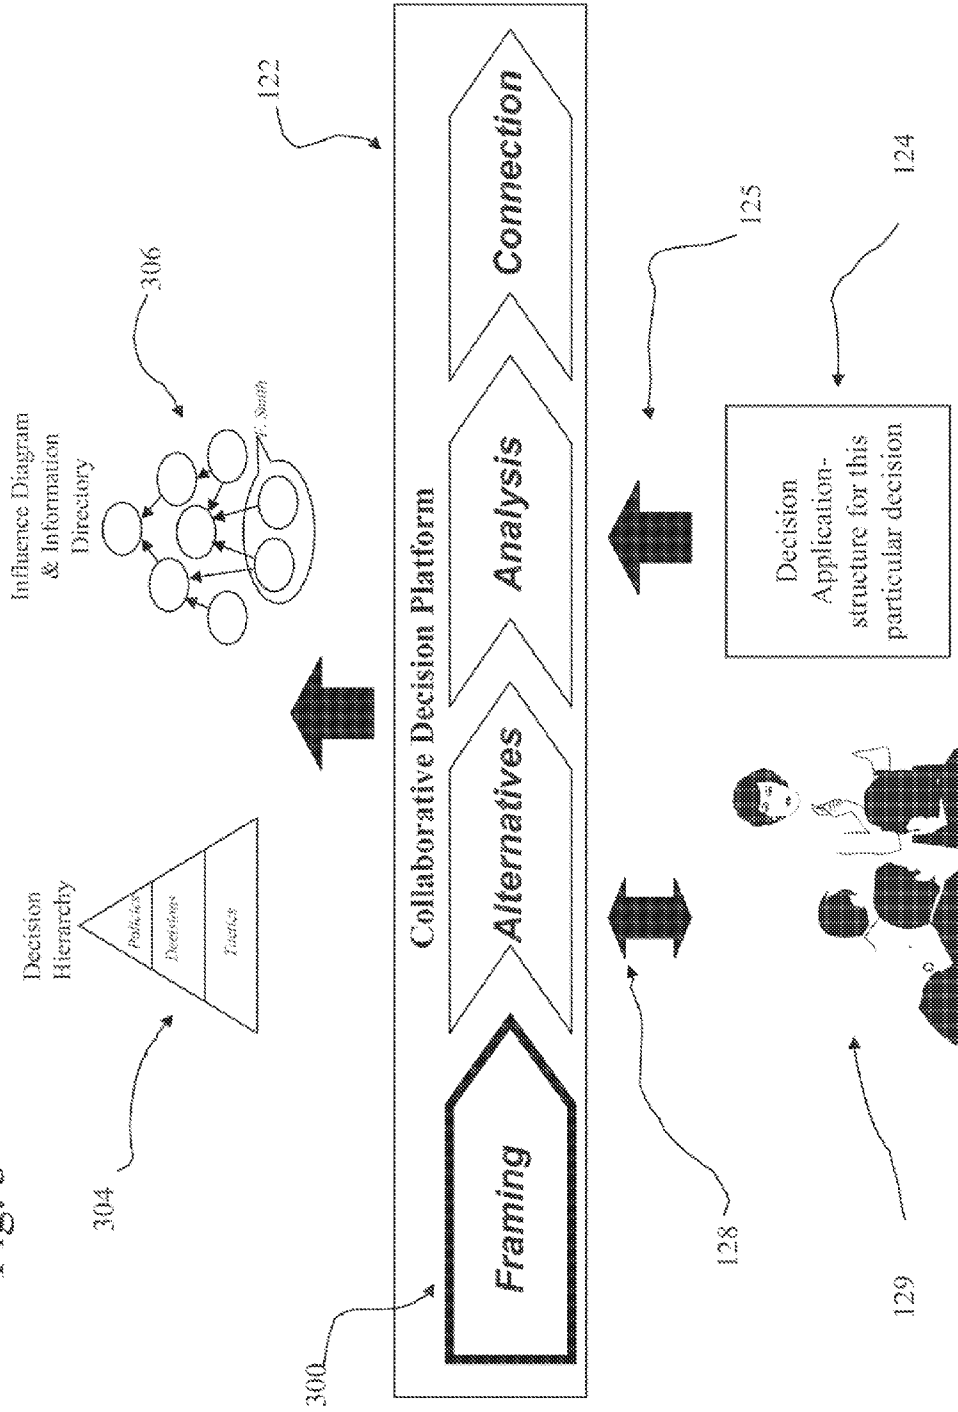 Decision
Hierarchy
Influence Diagram
& Information
Directory
304
306
Policies
Decisions
Tactics
Smith
122
300
Collaborative Decision Platform
Framing
Alternatives
Analysis
Connection
128
125
129
124
Decision
Application-
structure for this
particular decision